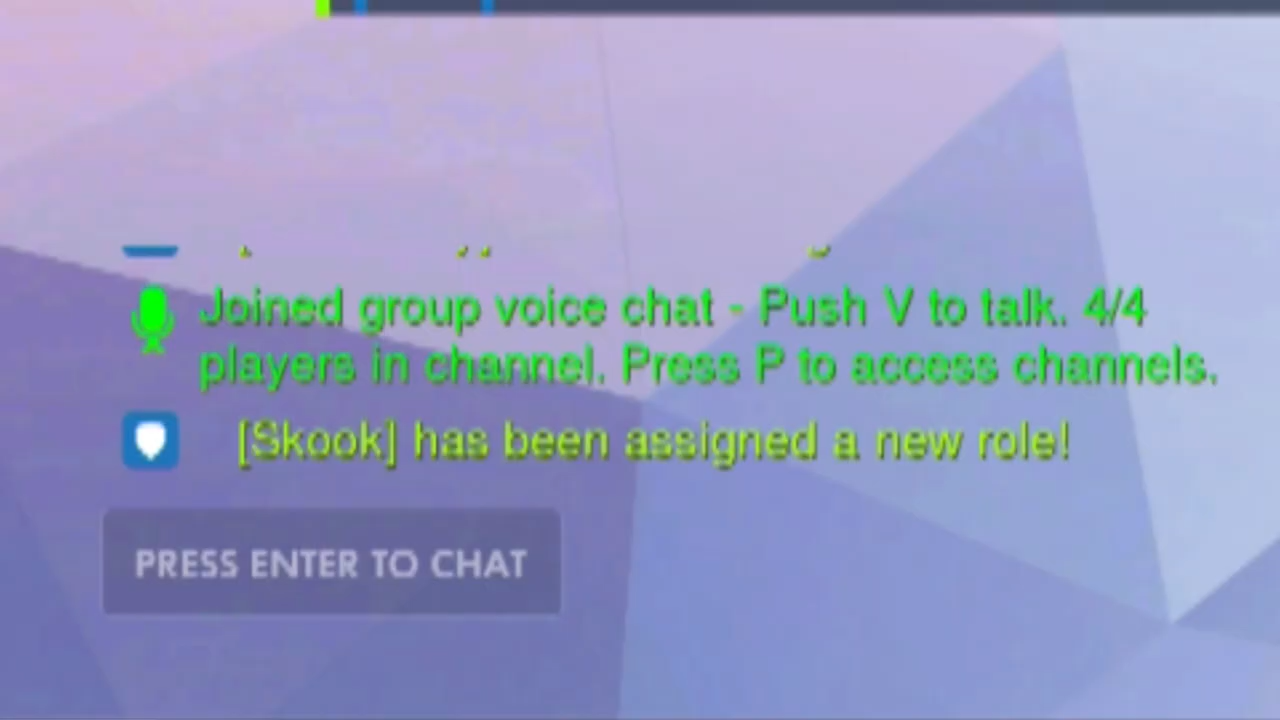 Joined group voice chat - Push V to talk. 4/4
players in channel. Press P to access channels.
[Skook] has been assigned a new role!
PRESS ENTER TO CHAT